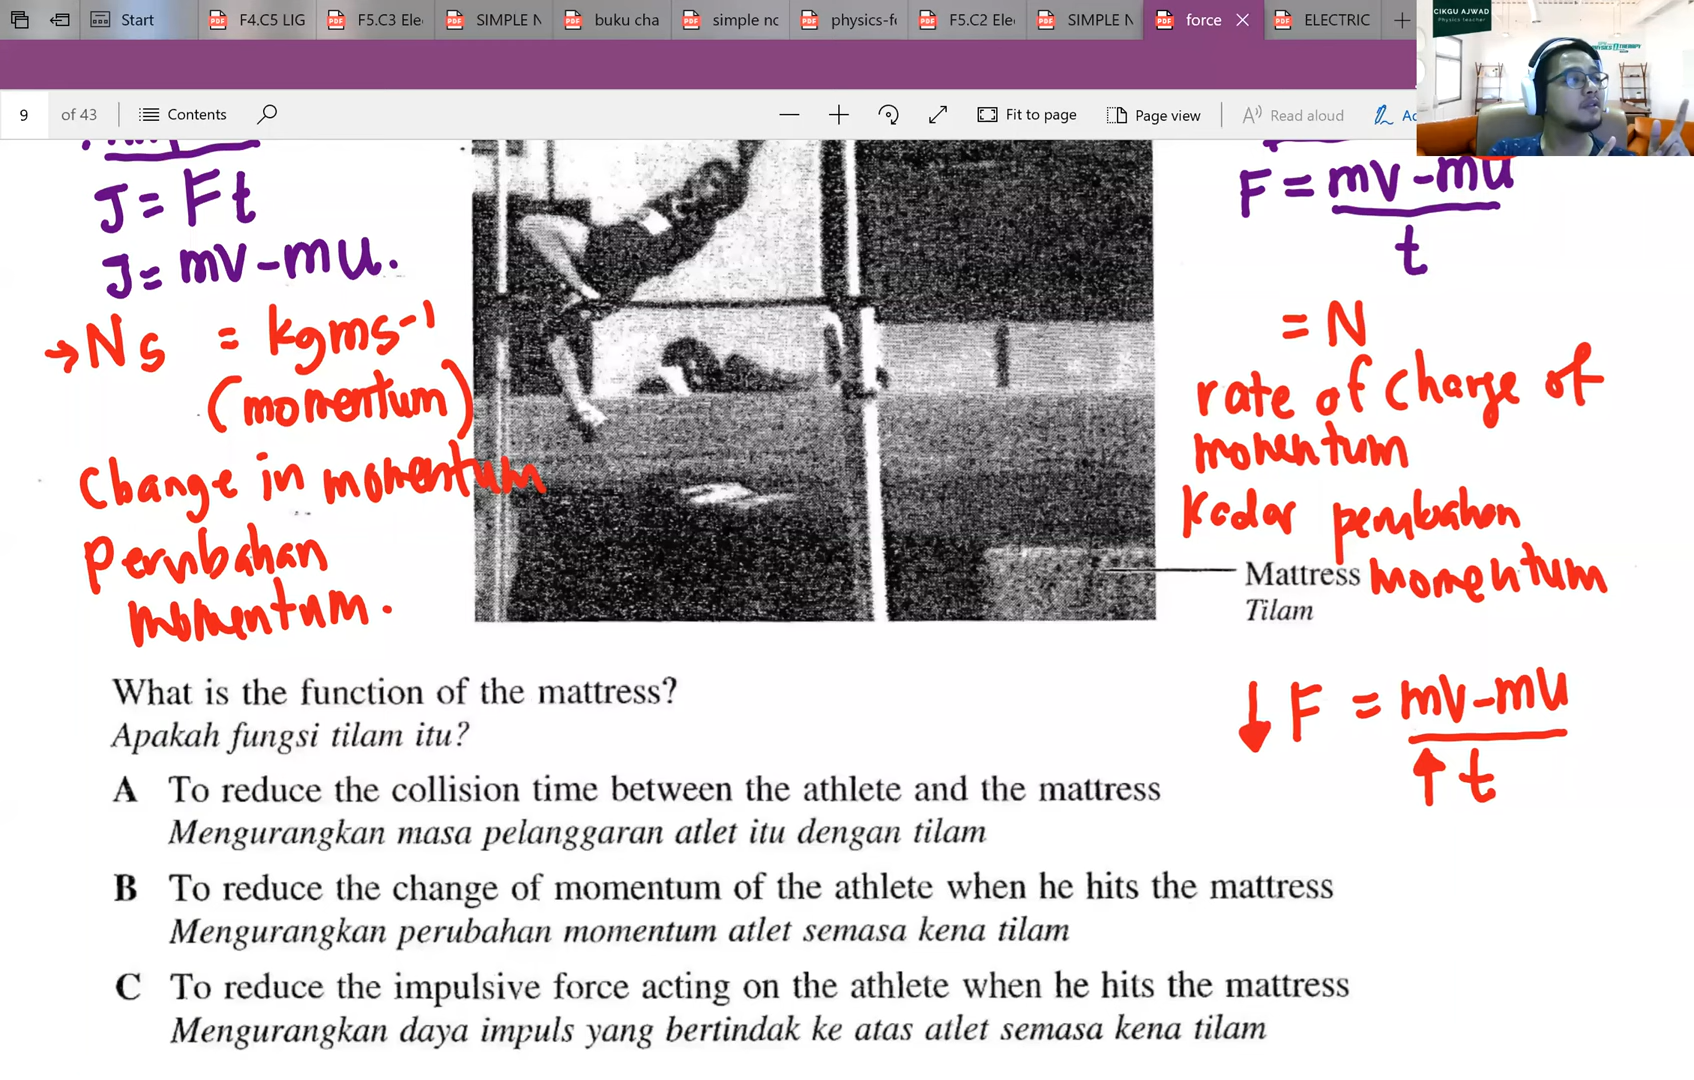 Start
F4.C5 LIG
F5.C3 Ele
SIMPLE N
buku cha
simple no
physics-fo
F5.C2 Ele
SIMPLE N
force
ELECTRIC
CIKGU AJWAD
Physics teacher
9 of 43
Contents
Fit to page
Page view
Read aloud
J = Ft
J = mv - mu.
→ Ns = kgms-1
(momentum)
Change in momentum
Perubahan
momentum.
F = mv - mu
t
= N
rate of change of
momentum
Kadar perubahan
momentum
Mattress
Tilam
↓ F = mv - mu
↑ t
What is the function of the mattress?
Apakah fungsi tilam itu?
A To reduce the collision time between the athlete and the mattress
Mengurangkan masa pelanggaran atlet itu dengan tilam
B To reduce the change of momentum of the athlete when he hits the mattress
Mengurangkan perubahan momentum atlet semasa kena tilam
C To reduce the impulsive force acting on the athlete when he hits the mattress
Mengurangkan daya impuls yang bertindak ke atas atlet semasa kena tilam